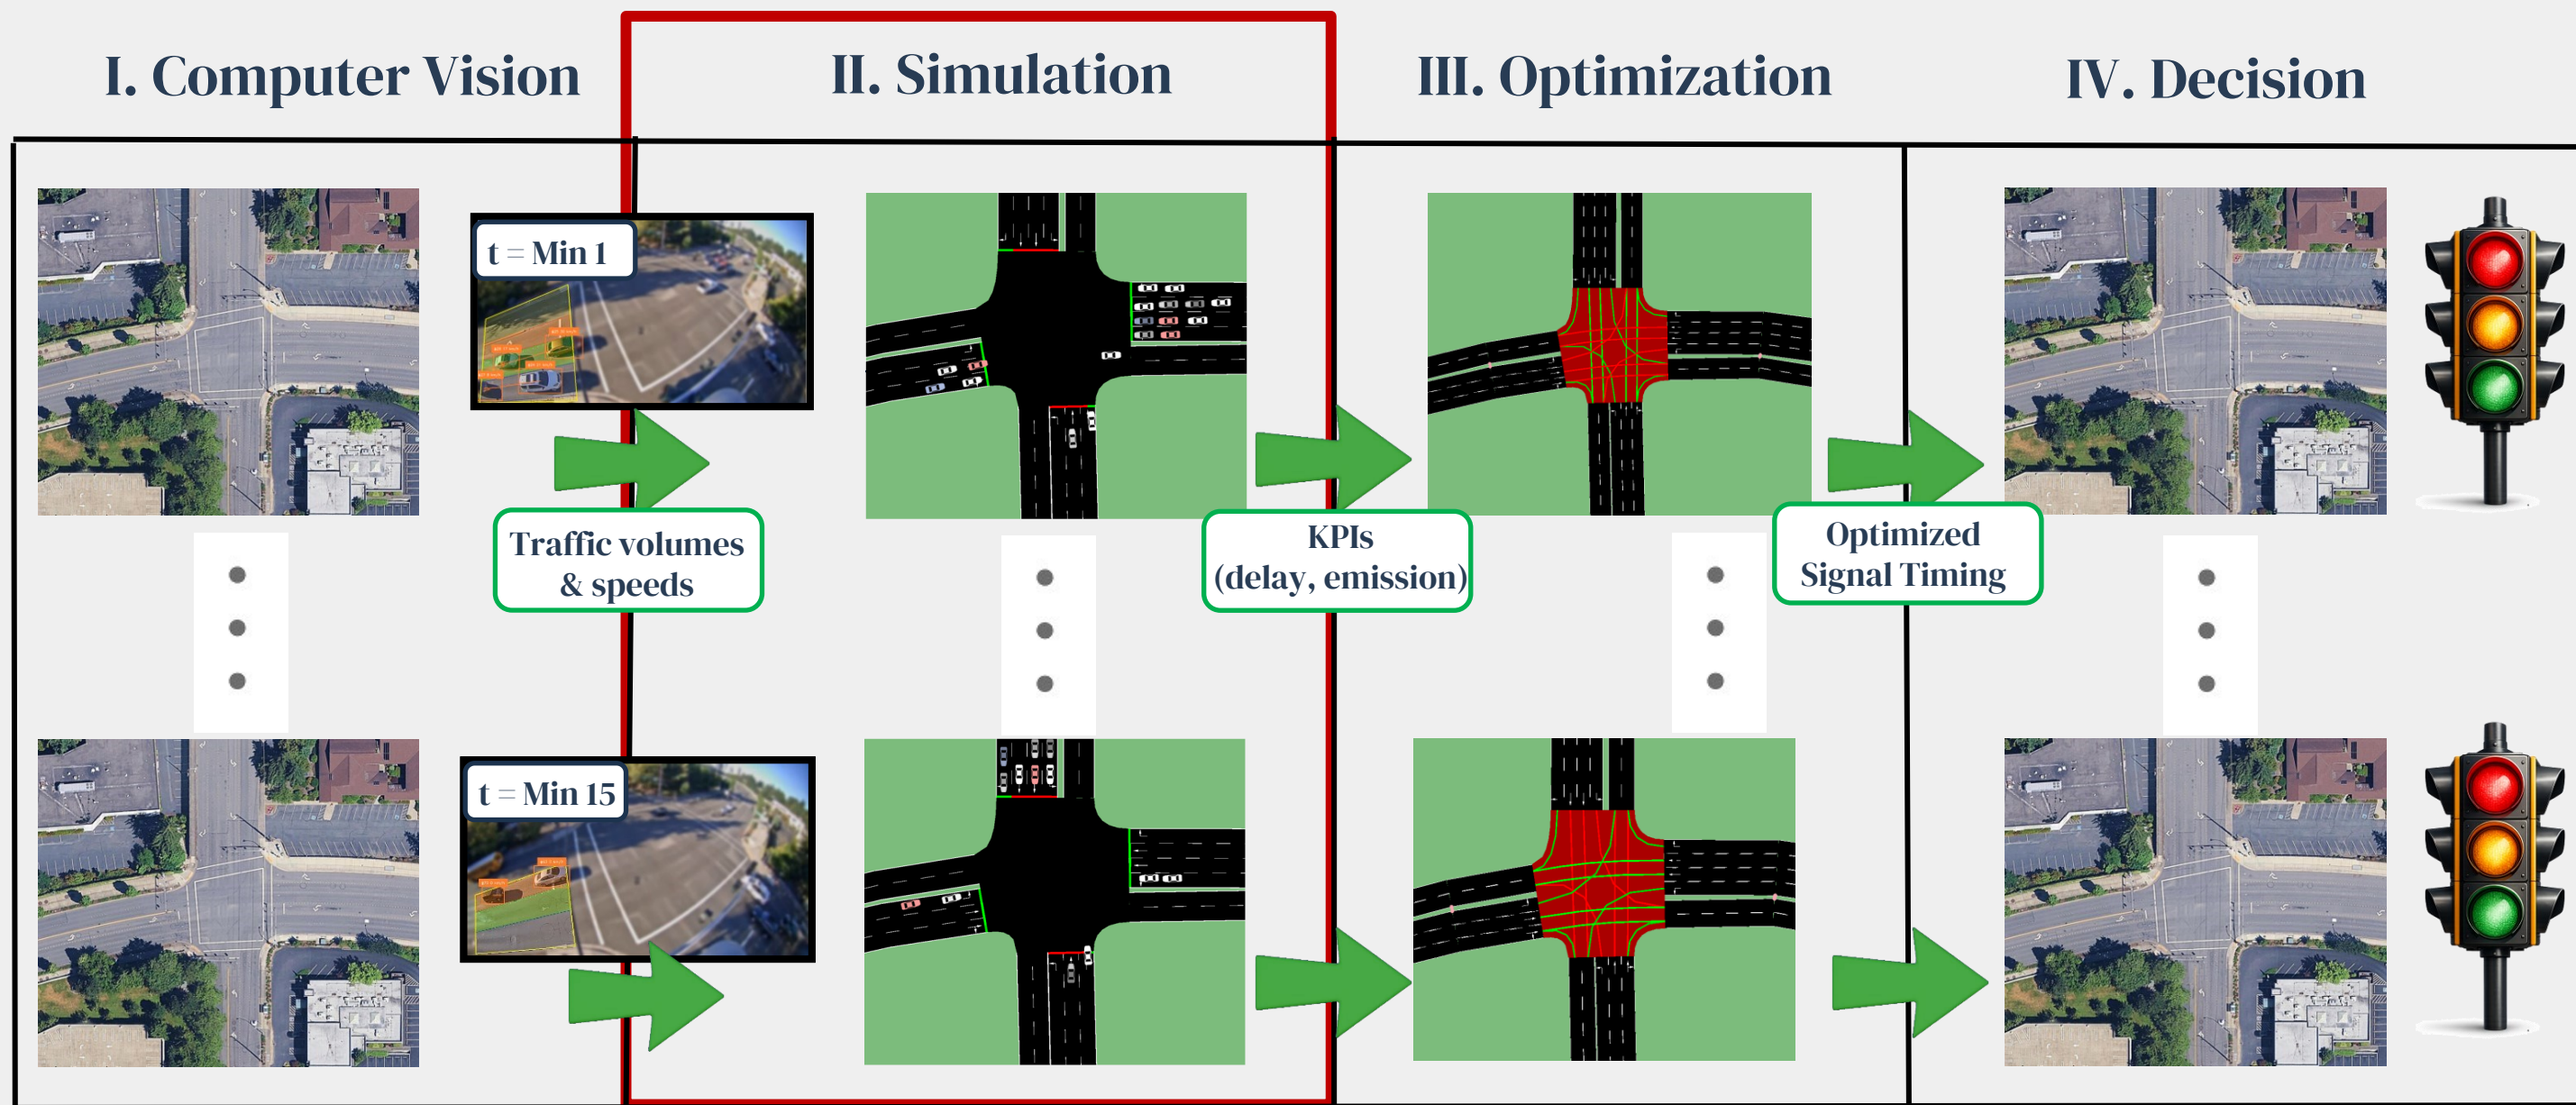 I. Computer Vision
II. Simulation
III. Optimization
IV. Decision
t = Min 1
Traffic volumes
& speeds
KPIs
(delay, emission)
Optimized
Signal Timing
t = Min 15